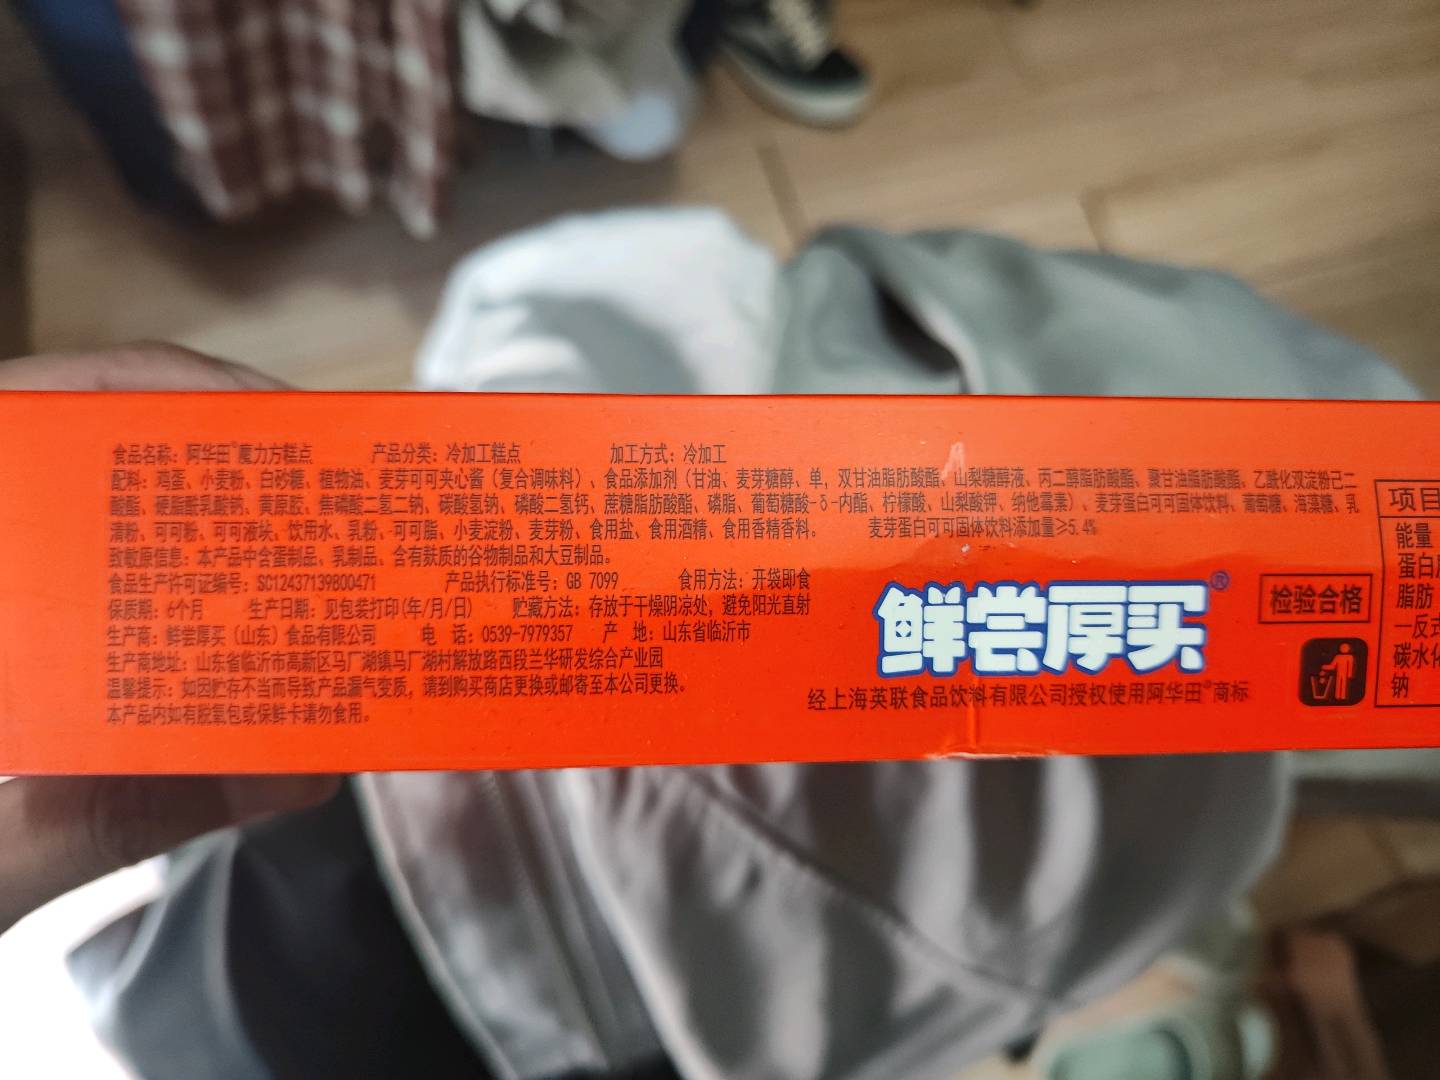 食品名称：阿华田®魔力方糕点 产品分类：冷加工糕点 加工方式：冷加工
配料：鸡蛋、小麦粉、白砂糖、植物油、麦芽可可夹心酱（复合调味料）、食品添加剂（甘油、麦芽糖醇、单，双甘油脂肪酸酯、山梨糖醇液、丙二醇脂肪酸酯、聚甘油脂肪酸酯、乙酰化双淀粉己二
酸酯、硬脂酰乳酸钠、黄原胶、焦磷酸二氢二钠、碳酸氢钠、磷酸二氢钙、蔗糖脂肪酸酯、磷脂、葡萄糖酸-δ-内酯、柠檬酸、山梨酸钾、纳他霉素）、麦芽蛋白可可固体饮料、葡萄糖、海藻糖、乳
清粉、可可粉、可可液块、饮用水、乳粉、可可脂、小麦淀粉、麦芽粉、食用盐、食用酒精、食用香精香料。 麦芽蛋白可可固体饮料添加量≥5.4%
致敏原信息：本产品中含蛋制品、乳制品、含有麸质的谷物制品和大豆制品。
食品生产许可证编号：SC12437139800471 产品执行标准号：GB 7099 食用方法：开袋即食
保质期：6个月 生产日期：见包装打印(年/月/日) 贮藏方法：存放于干燥阴凉处，避免阳光直射
生产商：鲜尝厚买（山东）食品有限公司 电 话：0539-7979357 产 地：山东省临沂市
生产商地址：山东省临沂市高新区马厂湖镇马厂湖村解放路西段兰华研发综合产业园
温馨提示：如因贮存不当而导致产品漏气变质，请到购买商店更换或邮寄至本公司更换。
本产品内如有脱氧包或保鲜卡请勿食用。
鲜尝厚买®
经上海英联食品饮料有限公司授权使用阿华田®商标
检验合格
项目
能量
蛋白
脂肪
—反式
碳水化
钠